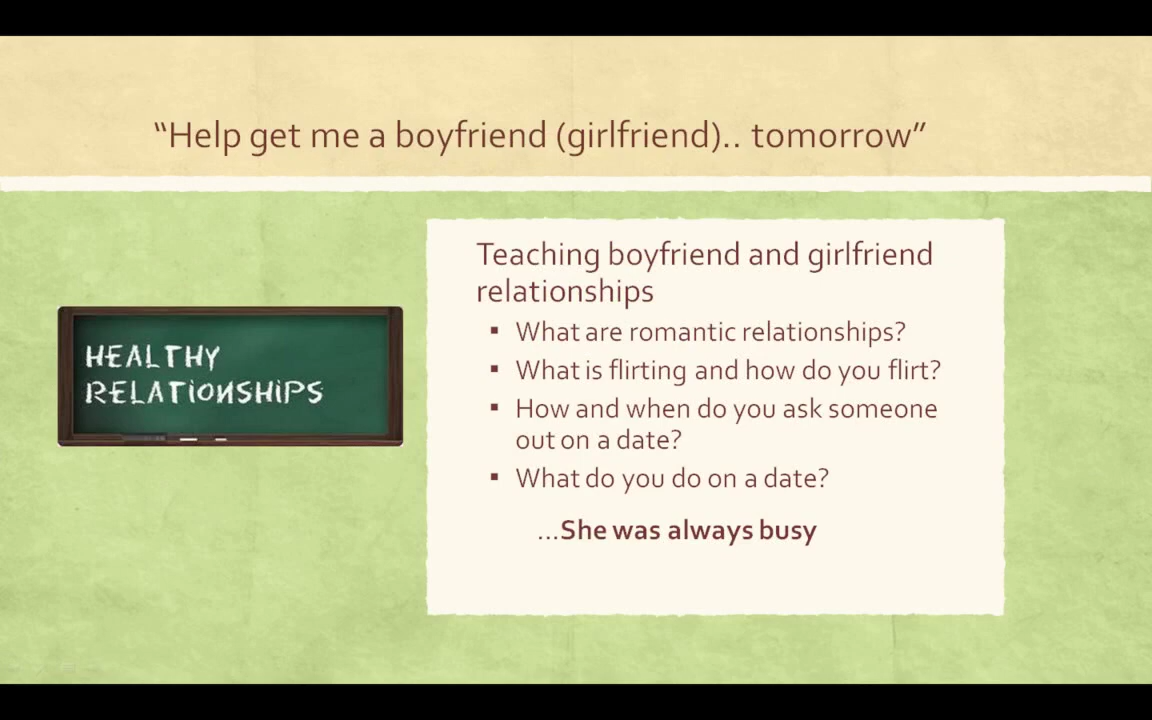 “Help get me a boyfriend (girlfriend).. tomorrow”
HEALTHY
RELATIONSHIPS
Teaching boyfriend and girlfriend
relationships
▪ What are romantic relationships?
▪ What is flirting and how do you flirt?
▪ How and when do you ask someone
out on a date?
▪ What do you do on a date?
...She was always busy